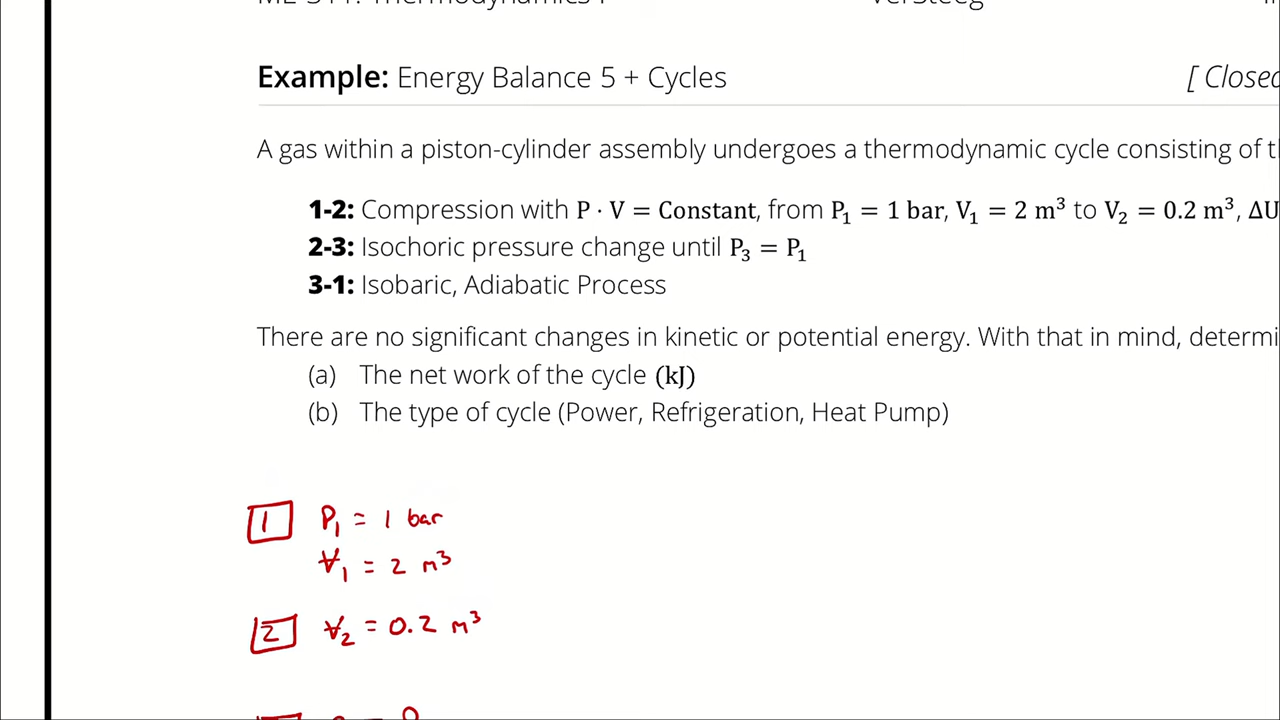 Versteeg
Example: Energy Balance 5 + Cycles [ Closed
A gas within a piston-cylinder assembly undergoes a thermodynamic cycle consisting of t
1-2: Compression with P · V = Constant, from P₁ = 1 bar, V₁ = 2 m³ to V₂ = 0.2 m³, ΔU
2-3: Isochoric pressure change until P₃ = P₁
3-1: Isobaric, Adiabatic Process
There are no significant changes in kinetic or potential energy. With that in mind, determi
(a) The net work of the cycle (kJ)
(b) The type of cycle (Power, Refrigeration, Heat Pump)
1 P₁ = 1 bar
V₁ = 2 m³
2 V₂ = 0.2 m³